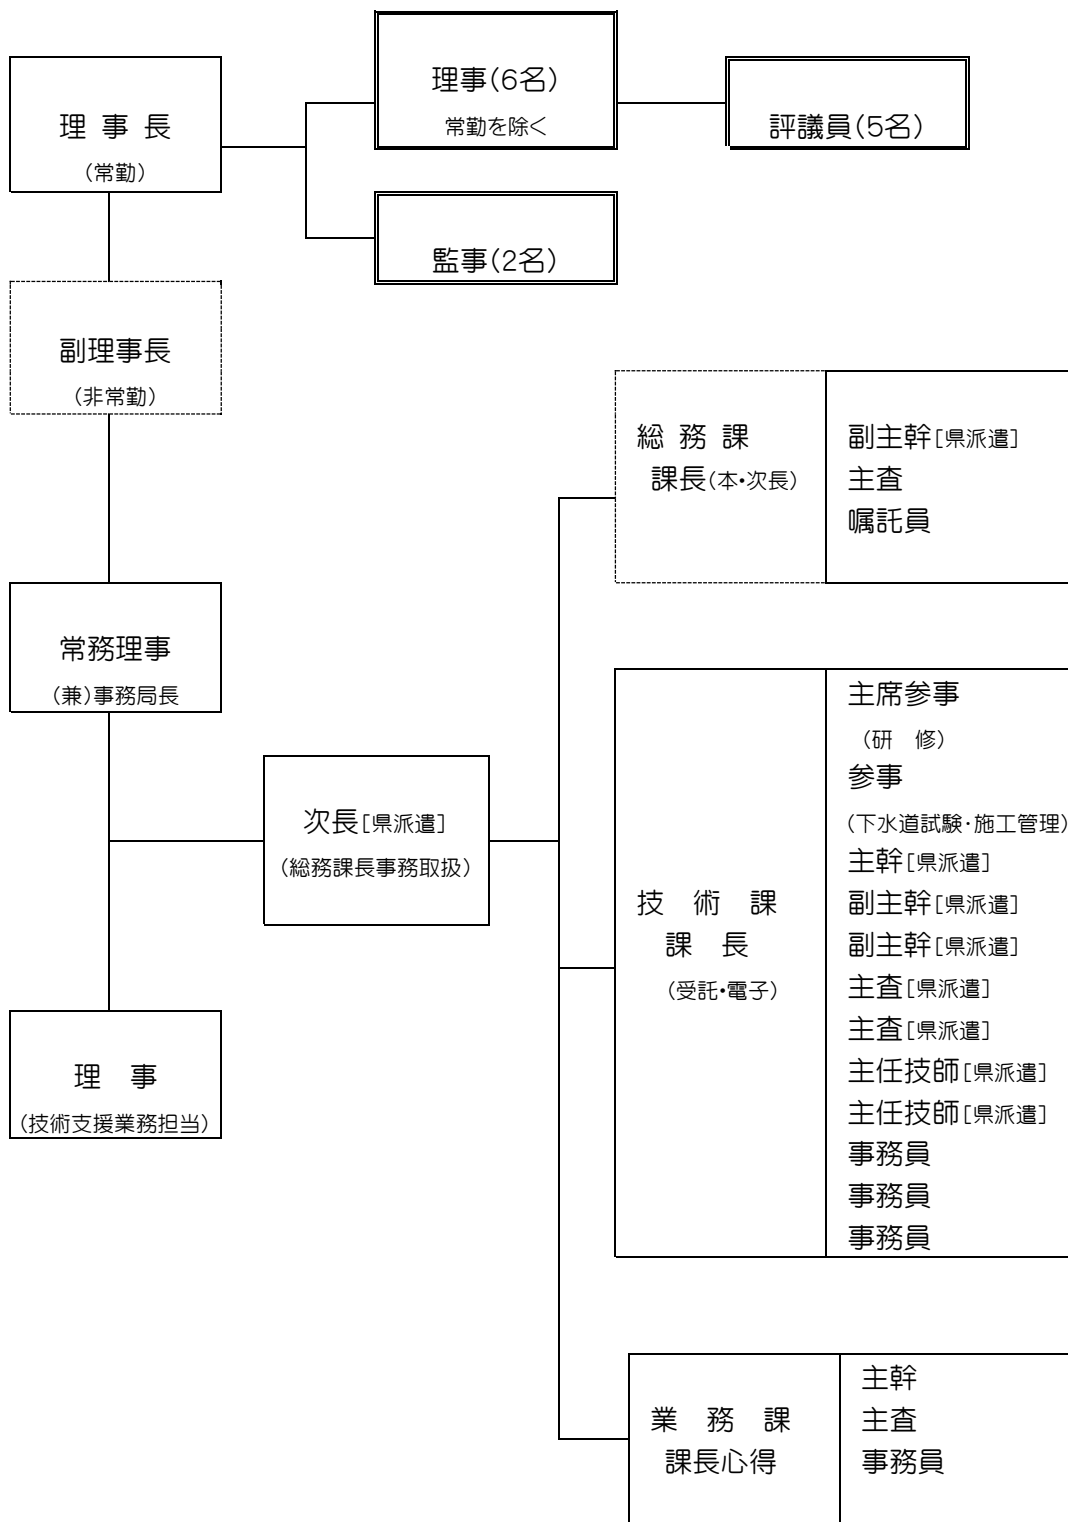 理事(6名)
常勤を除く
理 事 長
(常勤)
評議員(5名)
監事(2名)
副理事長
(非常勤)
総 務 課
課長(本・次長)
副主幹[県派遣]
主査
嘱託員
常務理事
(兼)事務局長
次長[県派遣]
(総務課長事務取扱)
技 術 課
課 長
(受託・電子)
主席参事
(研 修)
参事
(下水道試験・施工管理)
主幹[県派遣]
副主幹[県派遣]
副主幹[県派遣]
主査[県派遣]
主査[県派遣]
主任技師[県派遣]
主任技師[県派遣]
事務員
事務員
事務員
理 事
(技術支援業務担当)
業 務 課
課長心得
主幹
主査
事務員